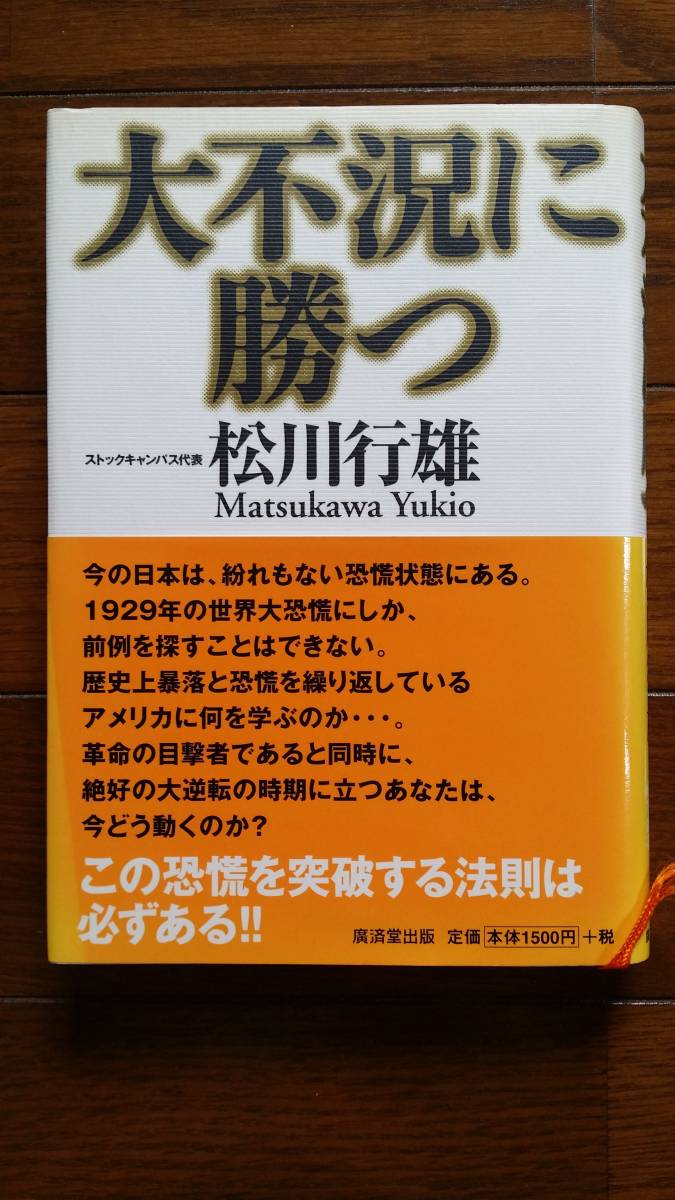 大不況に
勝つ
ストックキャンパス代表 松川行雄
Matsukawa Yukio
今の日本は、紛れもない恐慌状態にある。
1929年の世界大恐慌にしか、
前例を探すことはできない。
歴史上暴落と恐慌を繰り返している
アメリカに何を学ぶのか・・・。
革命の目撃者であると同時に、
絶好の大逆転の時期に立つあなたは、
今どう動くのか?
この恐慌を突破する法則は
必ずある!!
廣済堂出版 定価 本体1500円 +税